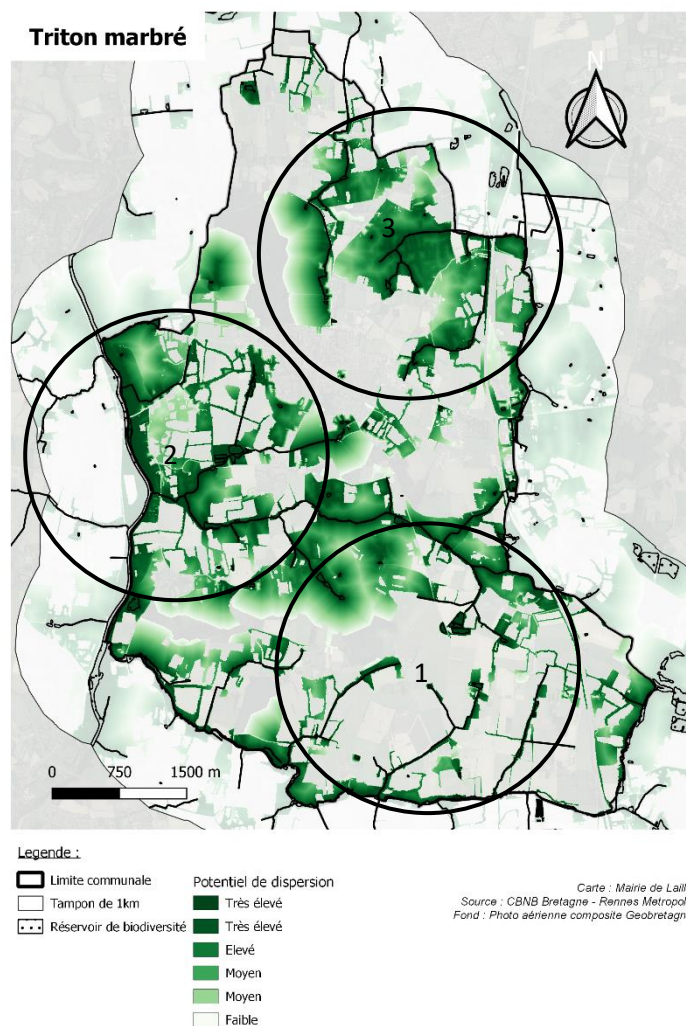 Triton marbré
N
3
2
1
0 750 1500 m
Legende :
Limite communale
Tampon de 1km
Réservoir de biodiversité
Potentiel de dispersion
Très élevé
Très élevé
Elevé
Moyen
Moyen
Faible
Carte : Mairie de Laill
Source : CBNB Bretagne - Rennes Metropol
Fond : Photo aérienne composite Geobretagn